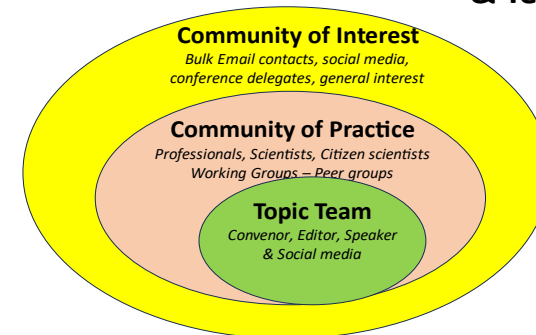 Community of Interest
Bulk Email contacts, social media,
conference delegates, general interest
Community of Practice
Professionals, Scientists, Citizen scientists
Working Groups – Peer groups
Topic Team
Convenor, Editor, Speaker
& Social media